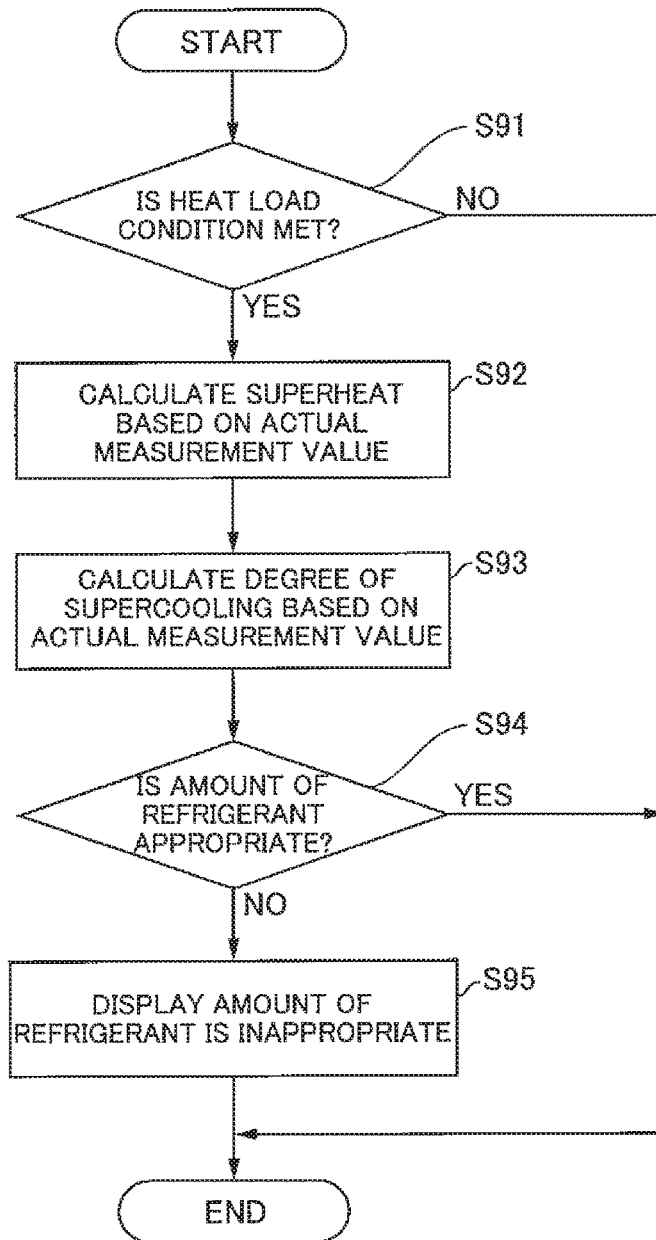 START
S91
IS HEAT LOAD
CONDITION MET?
NO
YES
S92
CALCULATE SUPERHEAT
BASED ON ACTUAL
MEASUREMENT VALUE
S93
CALCULATE DEGREE OF
SUPERCOOLING BASED ON
ACTUAL MEASUREMENT VALUE
S94
IS AMOUNT OF
REFRIGERANT
APPROPRIATE?
YES
NO
S95
DISPLAY AMOUNT OF
REFRIGERANT IS INAPPROPRIATE
END